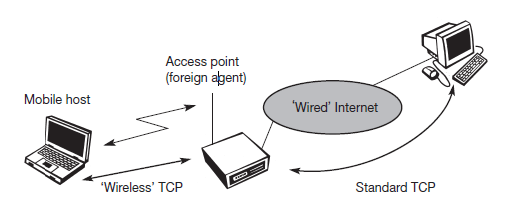 Access point
(foreign agent)
Mobile host
'Wired' Internet
'Wireless' TCP
Standard TCP